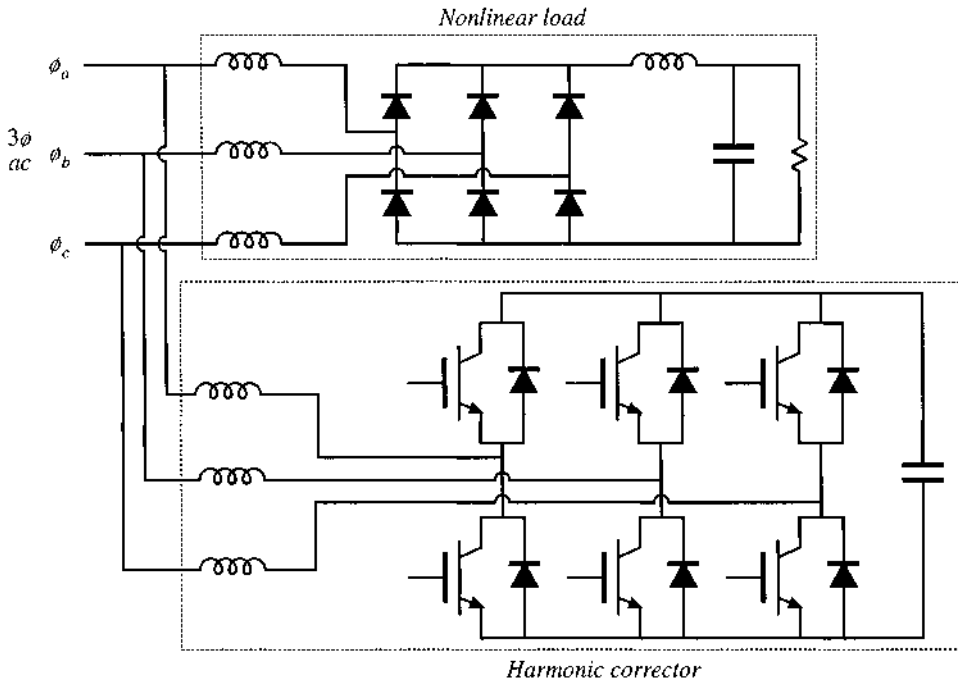 Nonlinear load
ϕa
3ϕ
ac
ϕb
ϕc
Harmonic corrector